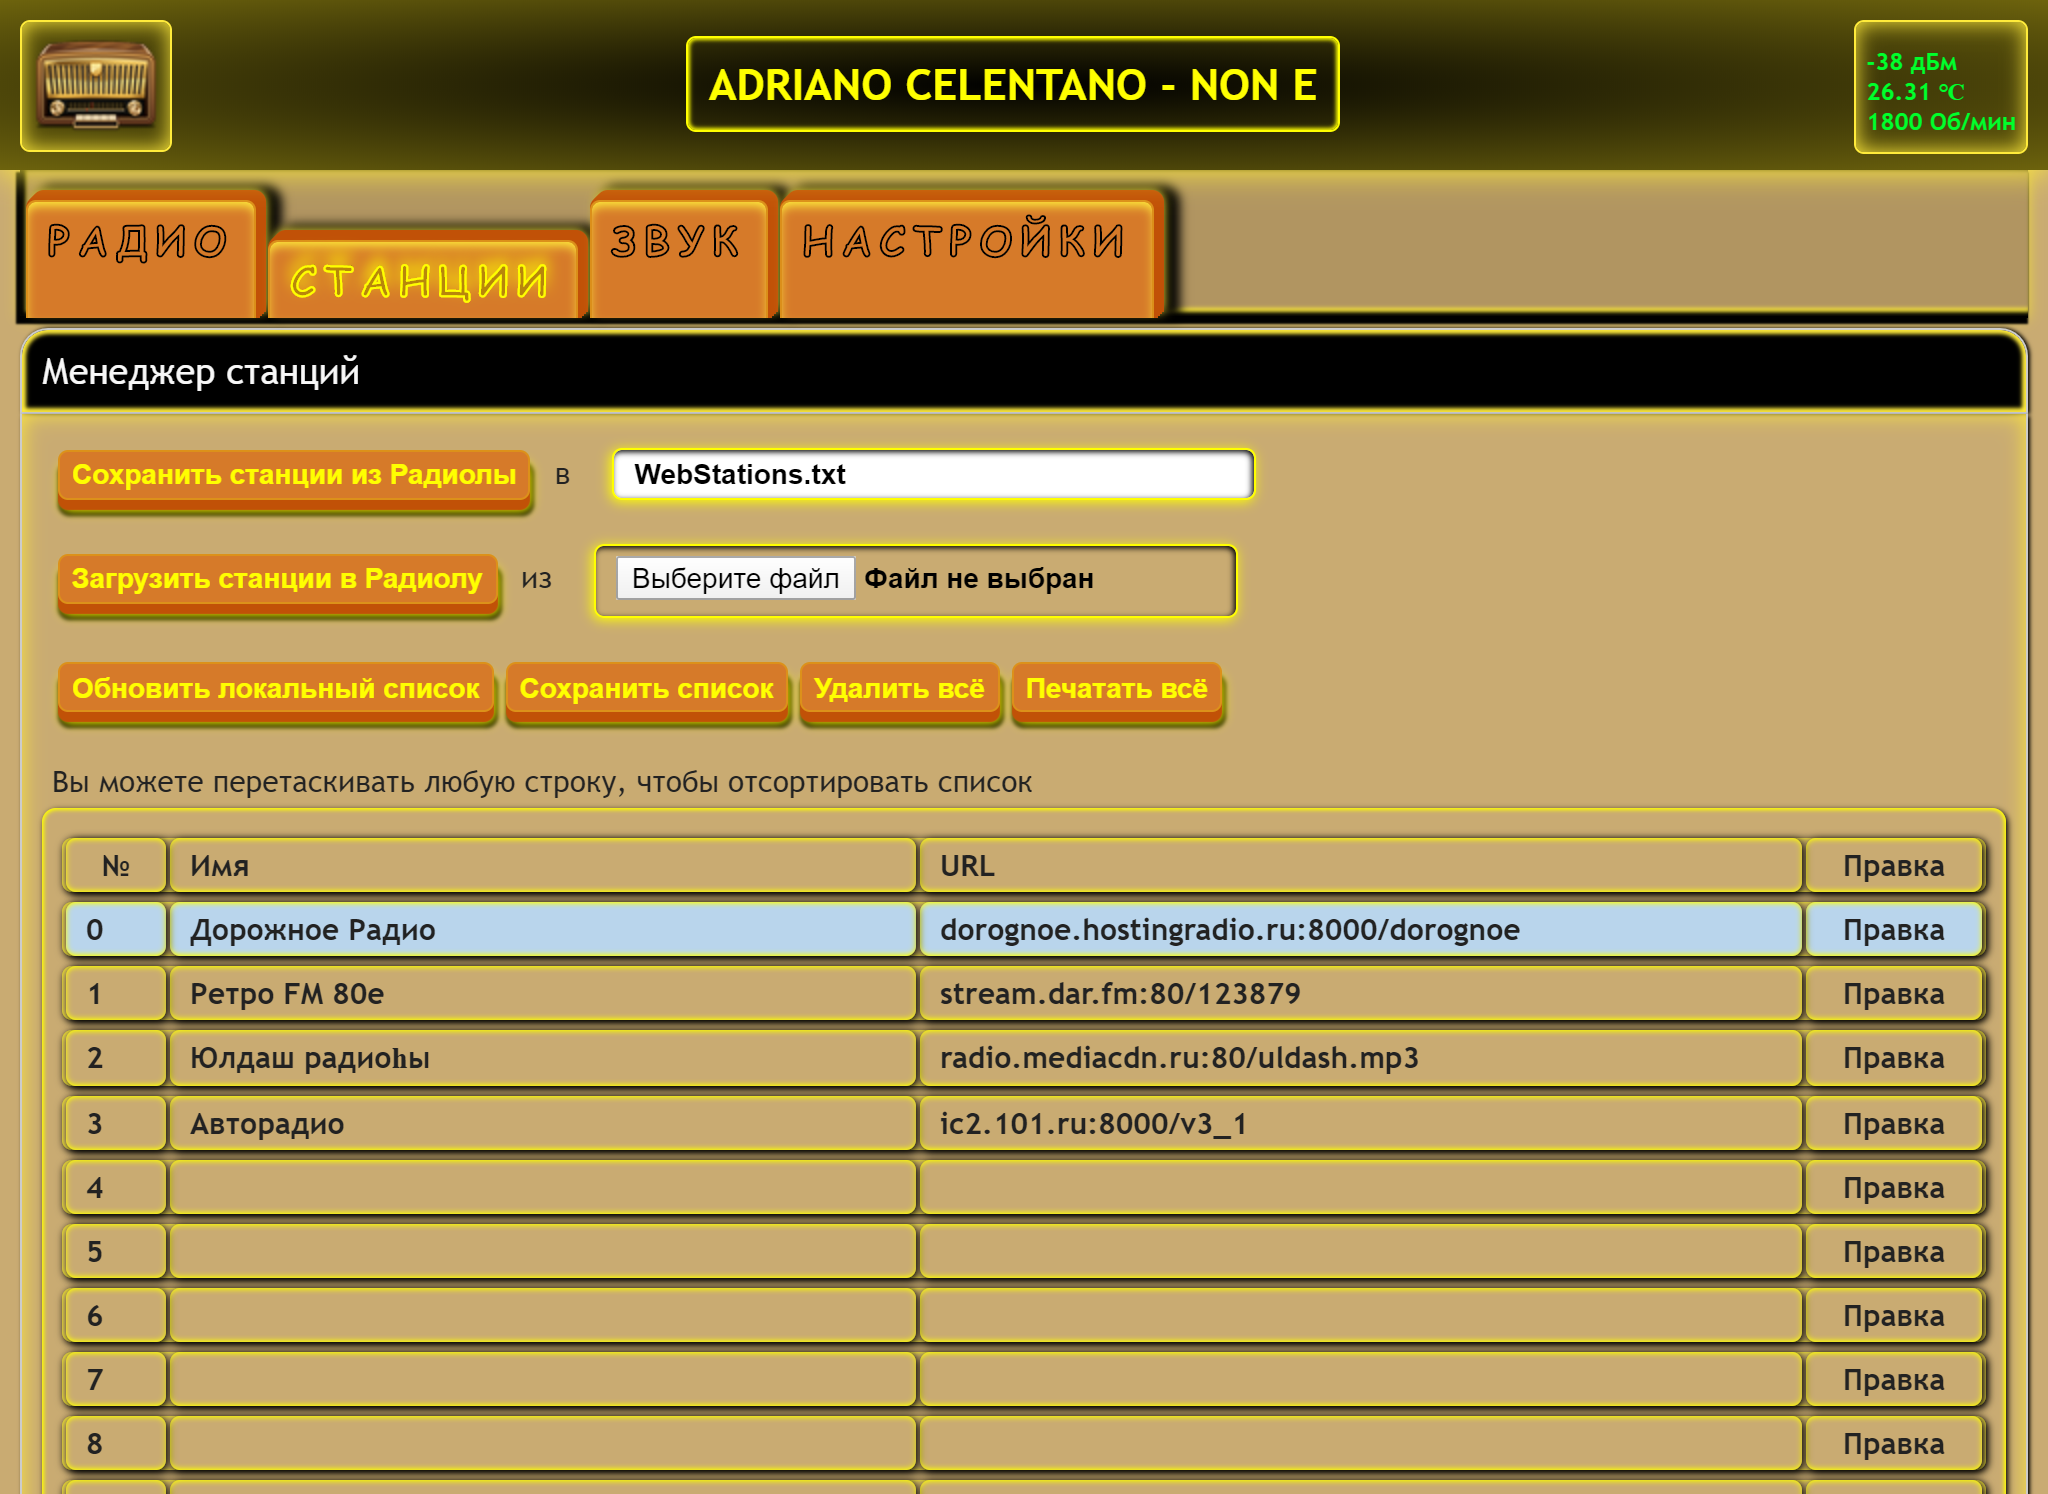 ADRIANO CELENTANO - NON E
-38 дБм
26.31 °C
1800 Об/мин
РАДИО СТАНЦИИ ЗВУК НАСТРОЙКИ
Менеджер станций
Сохранить станции из Радиолы в WebStations.txt
Загрузить станции в Радиолу из Выберите файл Файл не выбран
Обновить локальный список Сохранить список Удалить всё Печатать всё
Вы можете перетаскивать любую строку, чтобы отсортировать список
№ Имя URL Правка
0 Дорожное Радио dorognoe.hostingradio.ru:8000/dorognoe Правка
1 Ретро FM 80е stream.dar.fm:80/123879 Правка
2 Юлдаш радиоһы radio.mediacdn.ru:80/uldash.mp3 Правка
3 Авторадио ic2.101.ru:8000/v3_1 Правка
4 Правка
5 Правка
6 Правка
7 Правка
8 Правка